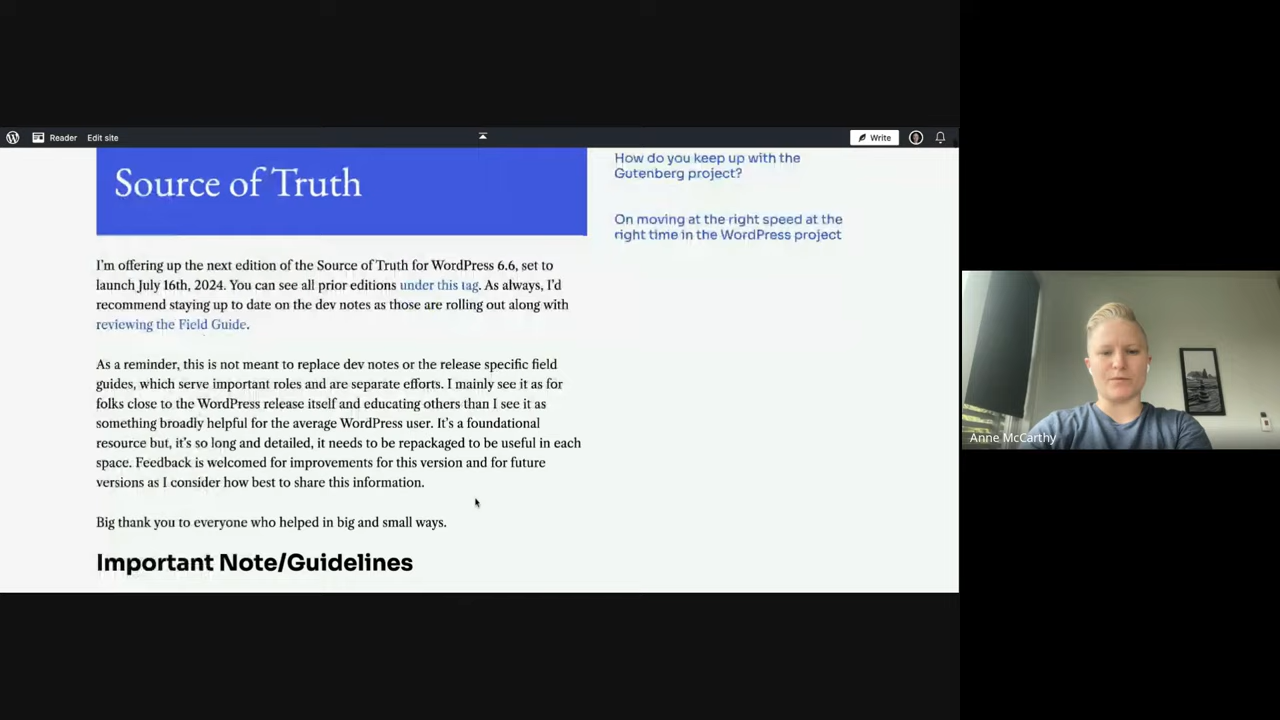 Reader
Edit site
Write
Source of Truth
How do you keep up with the
Gutenberg project?
On moving at the right speed at the
right time in the WordPress project
I'm offering up the next edition of the Source of Truth for WordPress 6.6, set to
launch July 16th, 2024. You can see all prior editions under this tag. As always, I'd
recommend staying up to date on the dev notes as those are rolling out along with
reviewing the Field Guide.
As a reminder, this is not meant to replace dev notes or the release specific field
guides, which serve important roles and are separate efforts. I mainly see it as for
folks close to the WordPress release itself and educating others than I see it as
something broadly helpful for the average WordPress user. It's a foundational
resource but, it's so long and detailed, it needs to be repackaged to be useful in each
space. Feedback is welcomed for improvements for this version and for future
versions as I consider how best to share this information.
Big thank you to everyone who helped in big and small ways.
Important Note/Guidelines
Anne McCarthy